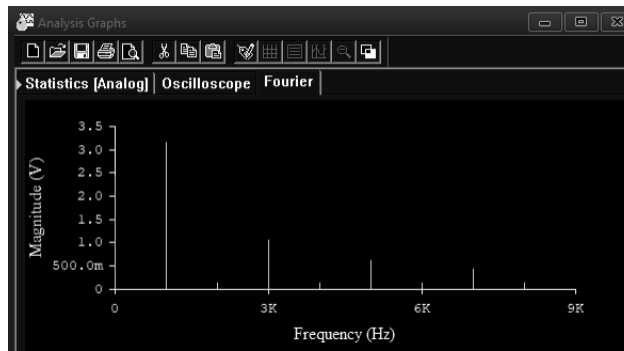 Analysis Graphs
Statistics [Analog] Oscilloscope Fourier
3.5
3.0
2.5
2.0
1.5
1.0
500.0m
0
Magnitude (V)
0 3K 6K 9K
Frequency (Hz)